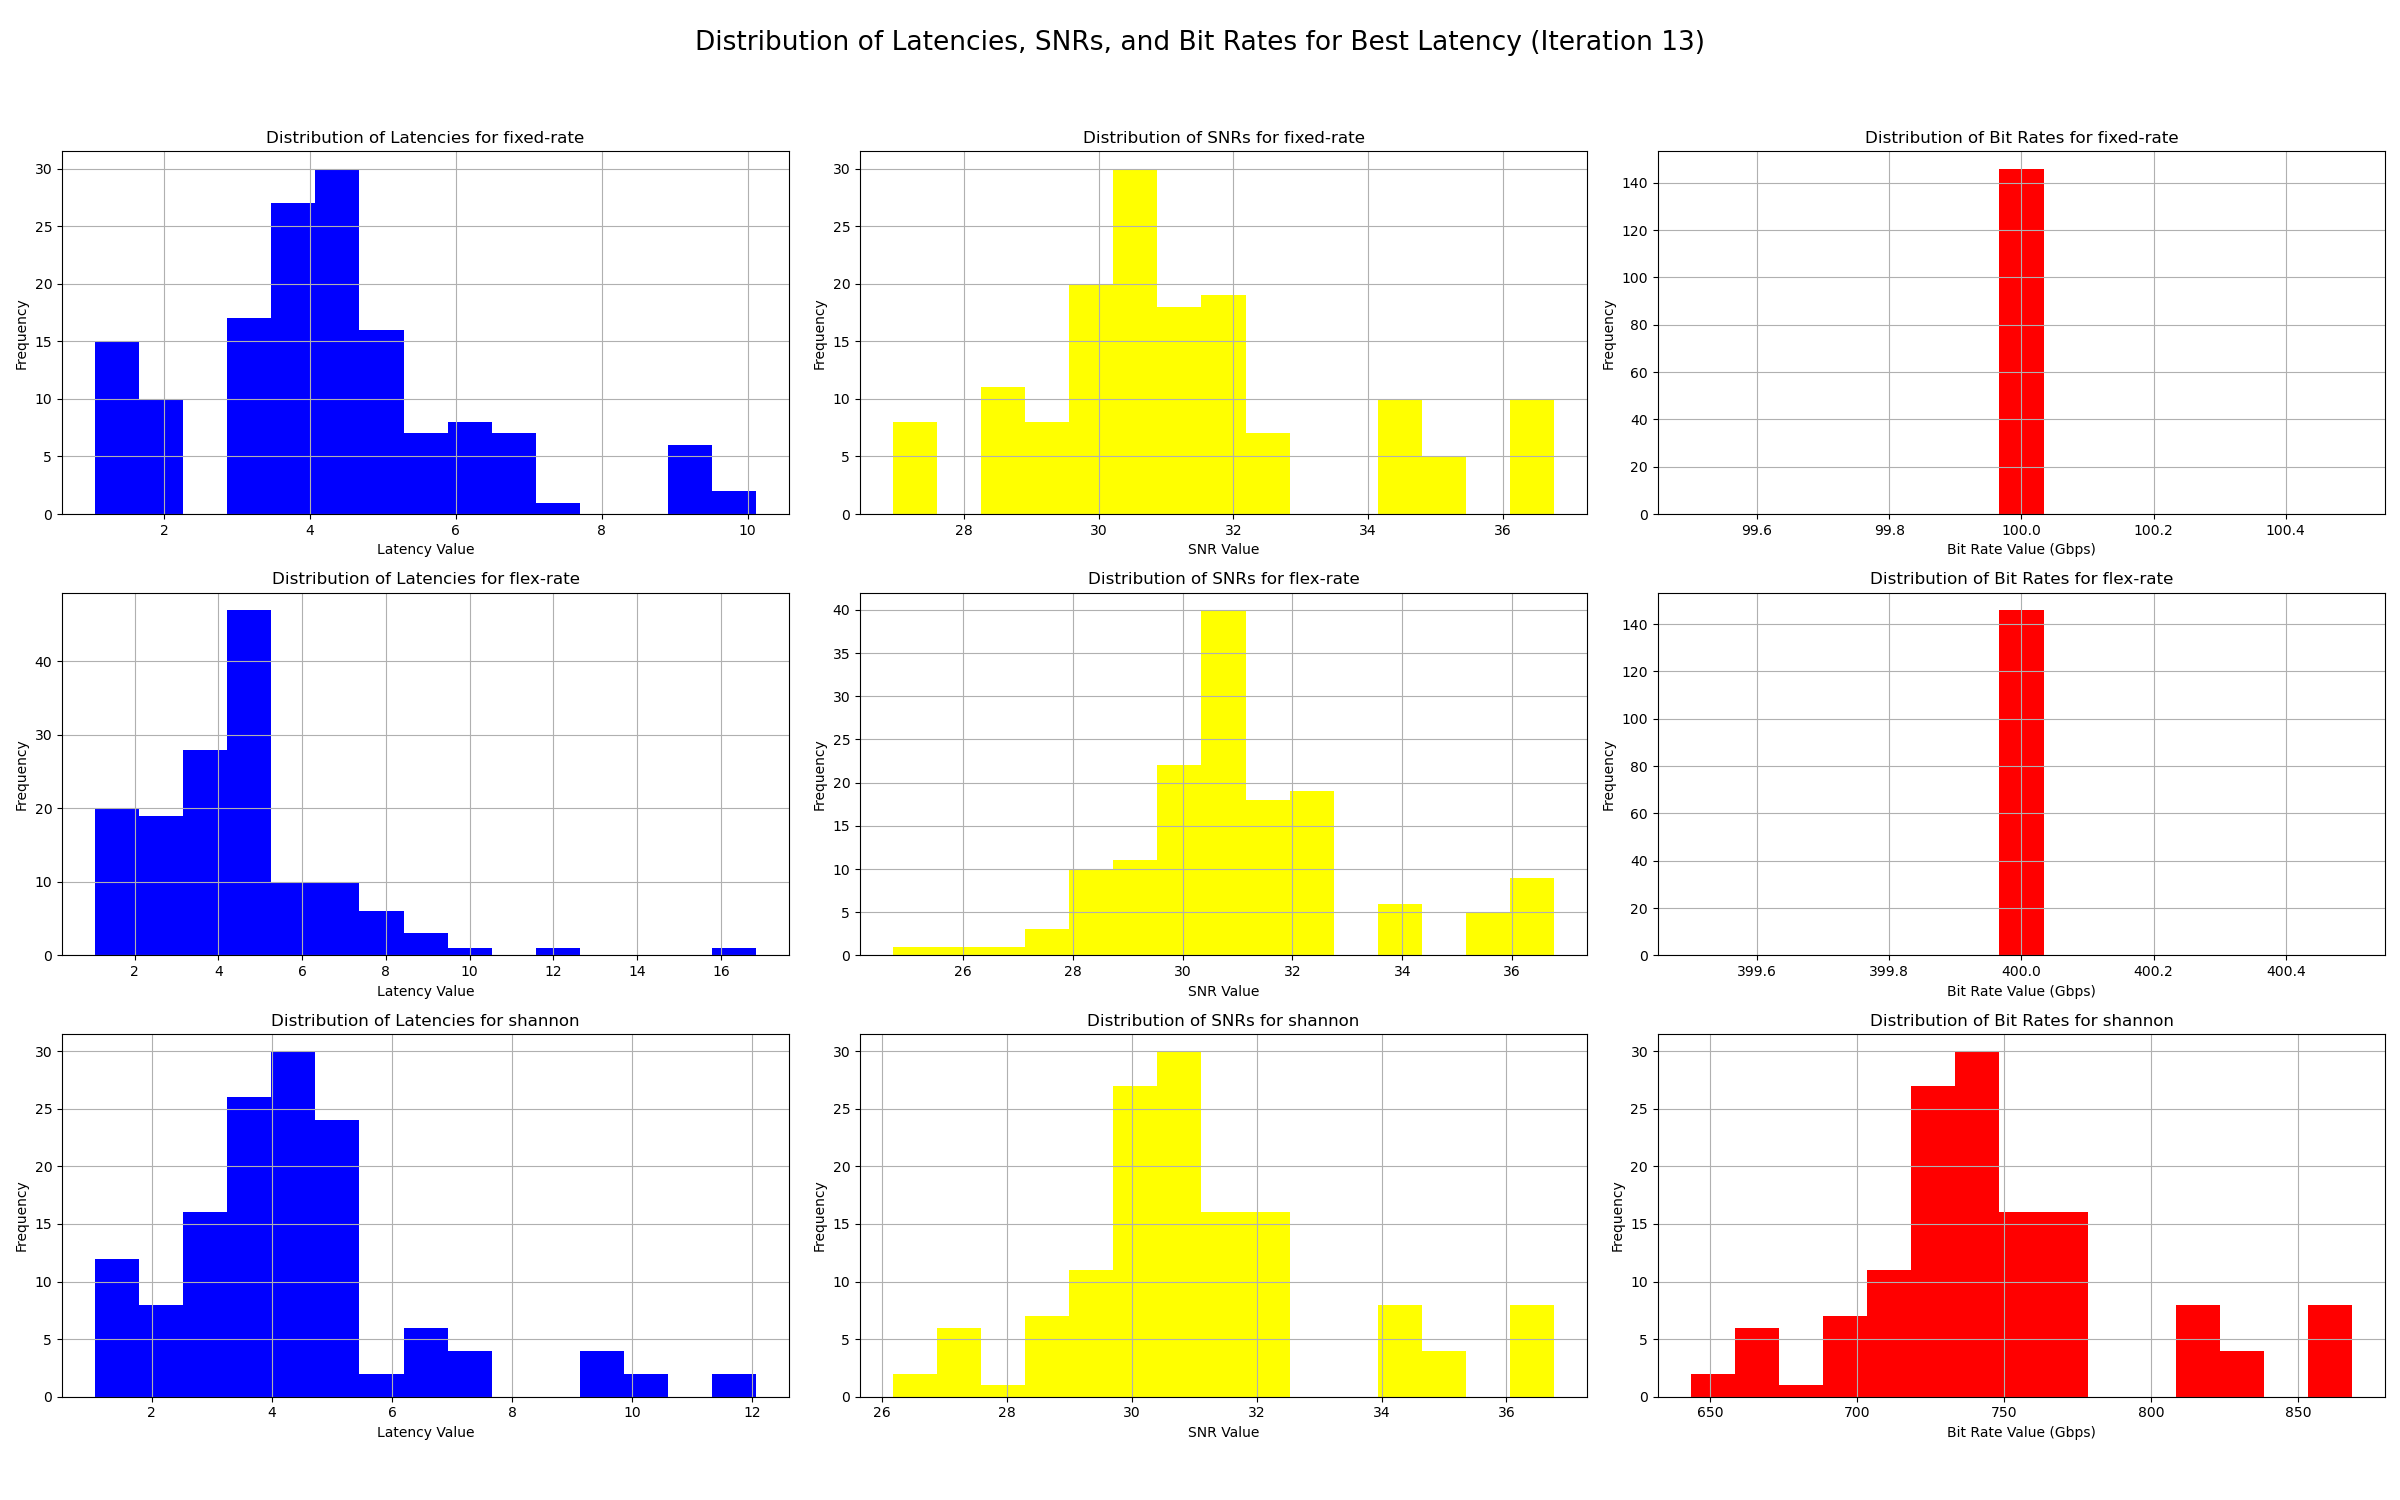 Distribution of Latencies, SNRs, and Bit Rates for Best Latency (Iteration 13)
Distribution of Latencies for fixed-rate
30
25
20
15
10
5
0
Frequency
2 4 6 8 10
Latency Value
Distribution of SNRs for fixed-rate
30
25
20
15
10
5
0
Frequency
28 30 32 34 36
SNR Value
Distribution of Bit Rates for fixed-rate
140
120
100
80
60
40
20
0
Frequency
99.6 99.8 100.0 100.2 100.4
Bit Rate Value (Gbps)
Distribution of Latencies for flex-rate
40
30
20
10
0
Frequency
2 4 6 8 10 12 14 16
Latency Value
Distribution of SNRs for flex-rate
40
35
30
25
20
15
10
5
0
Frequency
26 28 30 32 34 36
SNR Value
Distribution of Bit Rates for flex-rate
140
120
100
80
60
40
20
0
Frequency
399.6 399.8 400.0 400.2 400.4
Bit Rate Value (Gbps)
Distribution of Latencies for shannon
30
25
20
15
10
5
0
Frequency
2 4 6 8 10 12
Latency Value
Distribution of SNRs for shannon
30
25
20
15
10
5
0
Frequency
26 28 30 32 34 36
SNR Value
Distribution of Bit Rates for shannon
30
25
20
15
10
5
0
Frequency
650 700 750 800 850
Bit Rate Value (Gbps)